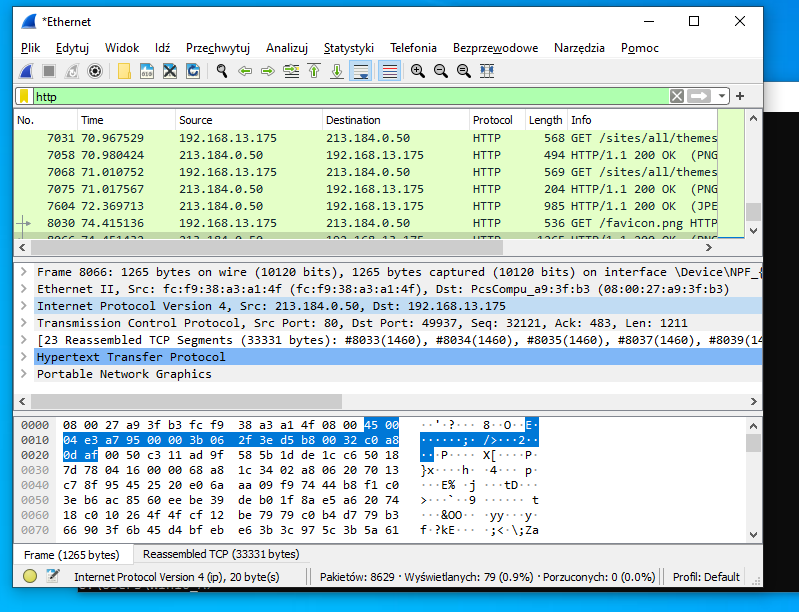 *Ethernet
Plik Edytuj Widok Idź Przechwytuj Analizuj Statystyki Telefonia Bezprzewodowe Narzędzia Pomoc
http
No. Time Source Destination Protocol Length Info
7031 70.967529 192.168.13.175 213.184.0.50 HTTP 568 GET /sites/all/themes
7058 70.980424 213.184.0.50 192.168.13.175 HTTP 494 HTTP/1.1 200 OK (PNG
7068 71.010752 192.168.13.175 213.184.0.50 HTTP 569 GET /sites/all/themes
7075 71.017567 213.184.0.50 192.168.13.175 HTTP 204 HTTP/1.1 200 OK (PNG
7604 72.369713 213.184.0.50 192.168.13.175 HTTP 985 HTTP/1.1 200 OK (JPE
8030 74.415136 192.168.13.175 213.184.0.50 HTTP 536 GET /favicon.png HTTP
Frame 8066: 1265 bytes on wire (10120 bits), 1265 bytes captured (10120 bits) on interface \Device\NPF_{
Ethernet II, Src: fc:f9:38:a3:a1:4f (fc:f9:38:a3:a1:4f), Dst: PcsCompu_a9:3f:b3 (08:00:27:a9:3f:b3)
Internet Protocol Version 4, Src: 213.184.0.50, Dst: 192.168.13.175
Transmission Control Protocol, Src Port: 80, Dst Port: 49937, Seq: 32121, Ack: 483, Len: 1211
[23 Reassembled TCP Segments (33331 bytes): #8033(1460), #8034(1460), #8035(1460), #8037(1460), #8039(14
Hypertext Transfer Protocol
Portable Network Graphics
0000 08 00 27 a9 3f b3 fc f9 38 a3 a1 4f 08 00 45 00 ··'·?··· 8··O··E·
0010 04 e3 a7 95 00 00 3b 06 2f 3e d5 b8 00 32 c0 a8 ······;· />···2··
0020 0d af 00 50 c3 11 ad 9f 58 5b 1d de 1c c6 50 18 ···P···· X[····P·
0030 7d 78 04 16 00 00 68 a8 1c 34 02 a8 06 20 70 13 }x····h· ·4··· p·
0040 c7 8f 95 45 25 20 e0 6a aa 09 f9 74 44 b8 f1 c0 ···E% ·j ···tD···
0050 3e b6 ac 85 60 ee be 39 de b0 1f 8a e5 a6 20 74 >···`··9 ······ t
0060 18 c0 10 26 4f 4f cf 12 be 79 79 c0 b4 d7 79 b3 ···&OO·· ·yy···y·
0070 66 90 3f 6b 45 d4 bf eb e6 3b 3c 97 5c 3b 5a 61 f·?kE··· ·;<·\;Za
Frame (1265 bytes) Reassembled TCP (33331 bytes)
Internet Protocol Version 4 (ip), 20 byte(s) Pakietów: 8629 · Wyświetlanych: 79 (0.9%) · Porzuconych: 0 (0.0%) Profil: Default